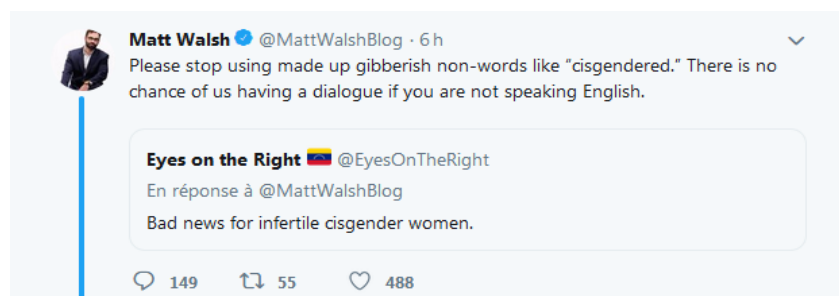 Matt Walsh @MattWalshBlog · 6 h
Please stop using made up gibberish non-words like “cisgendered.” There is no
chance of us having a dialogue if you are not speaking English.
Eyes on the Right 🇻🇪 @EyesOnTheRight
En réponse à @MattWalshBlog
Bad news for infertile cisgender women.
149 55 488